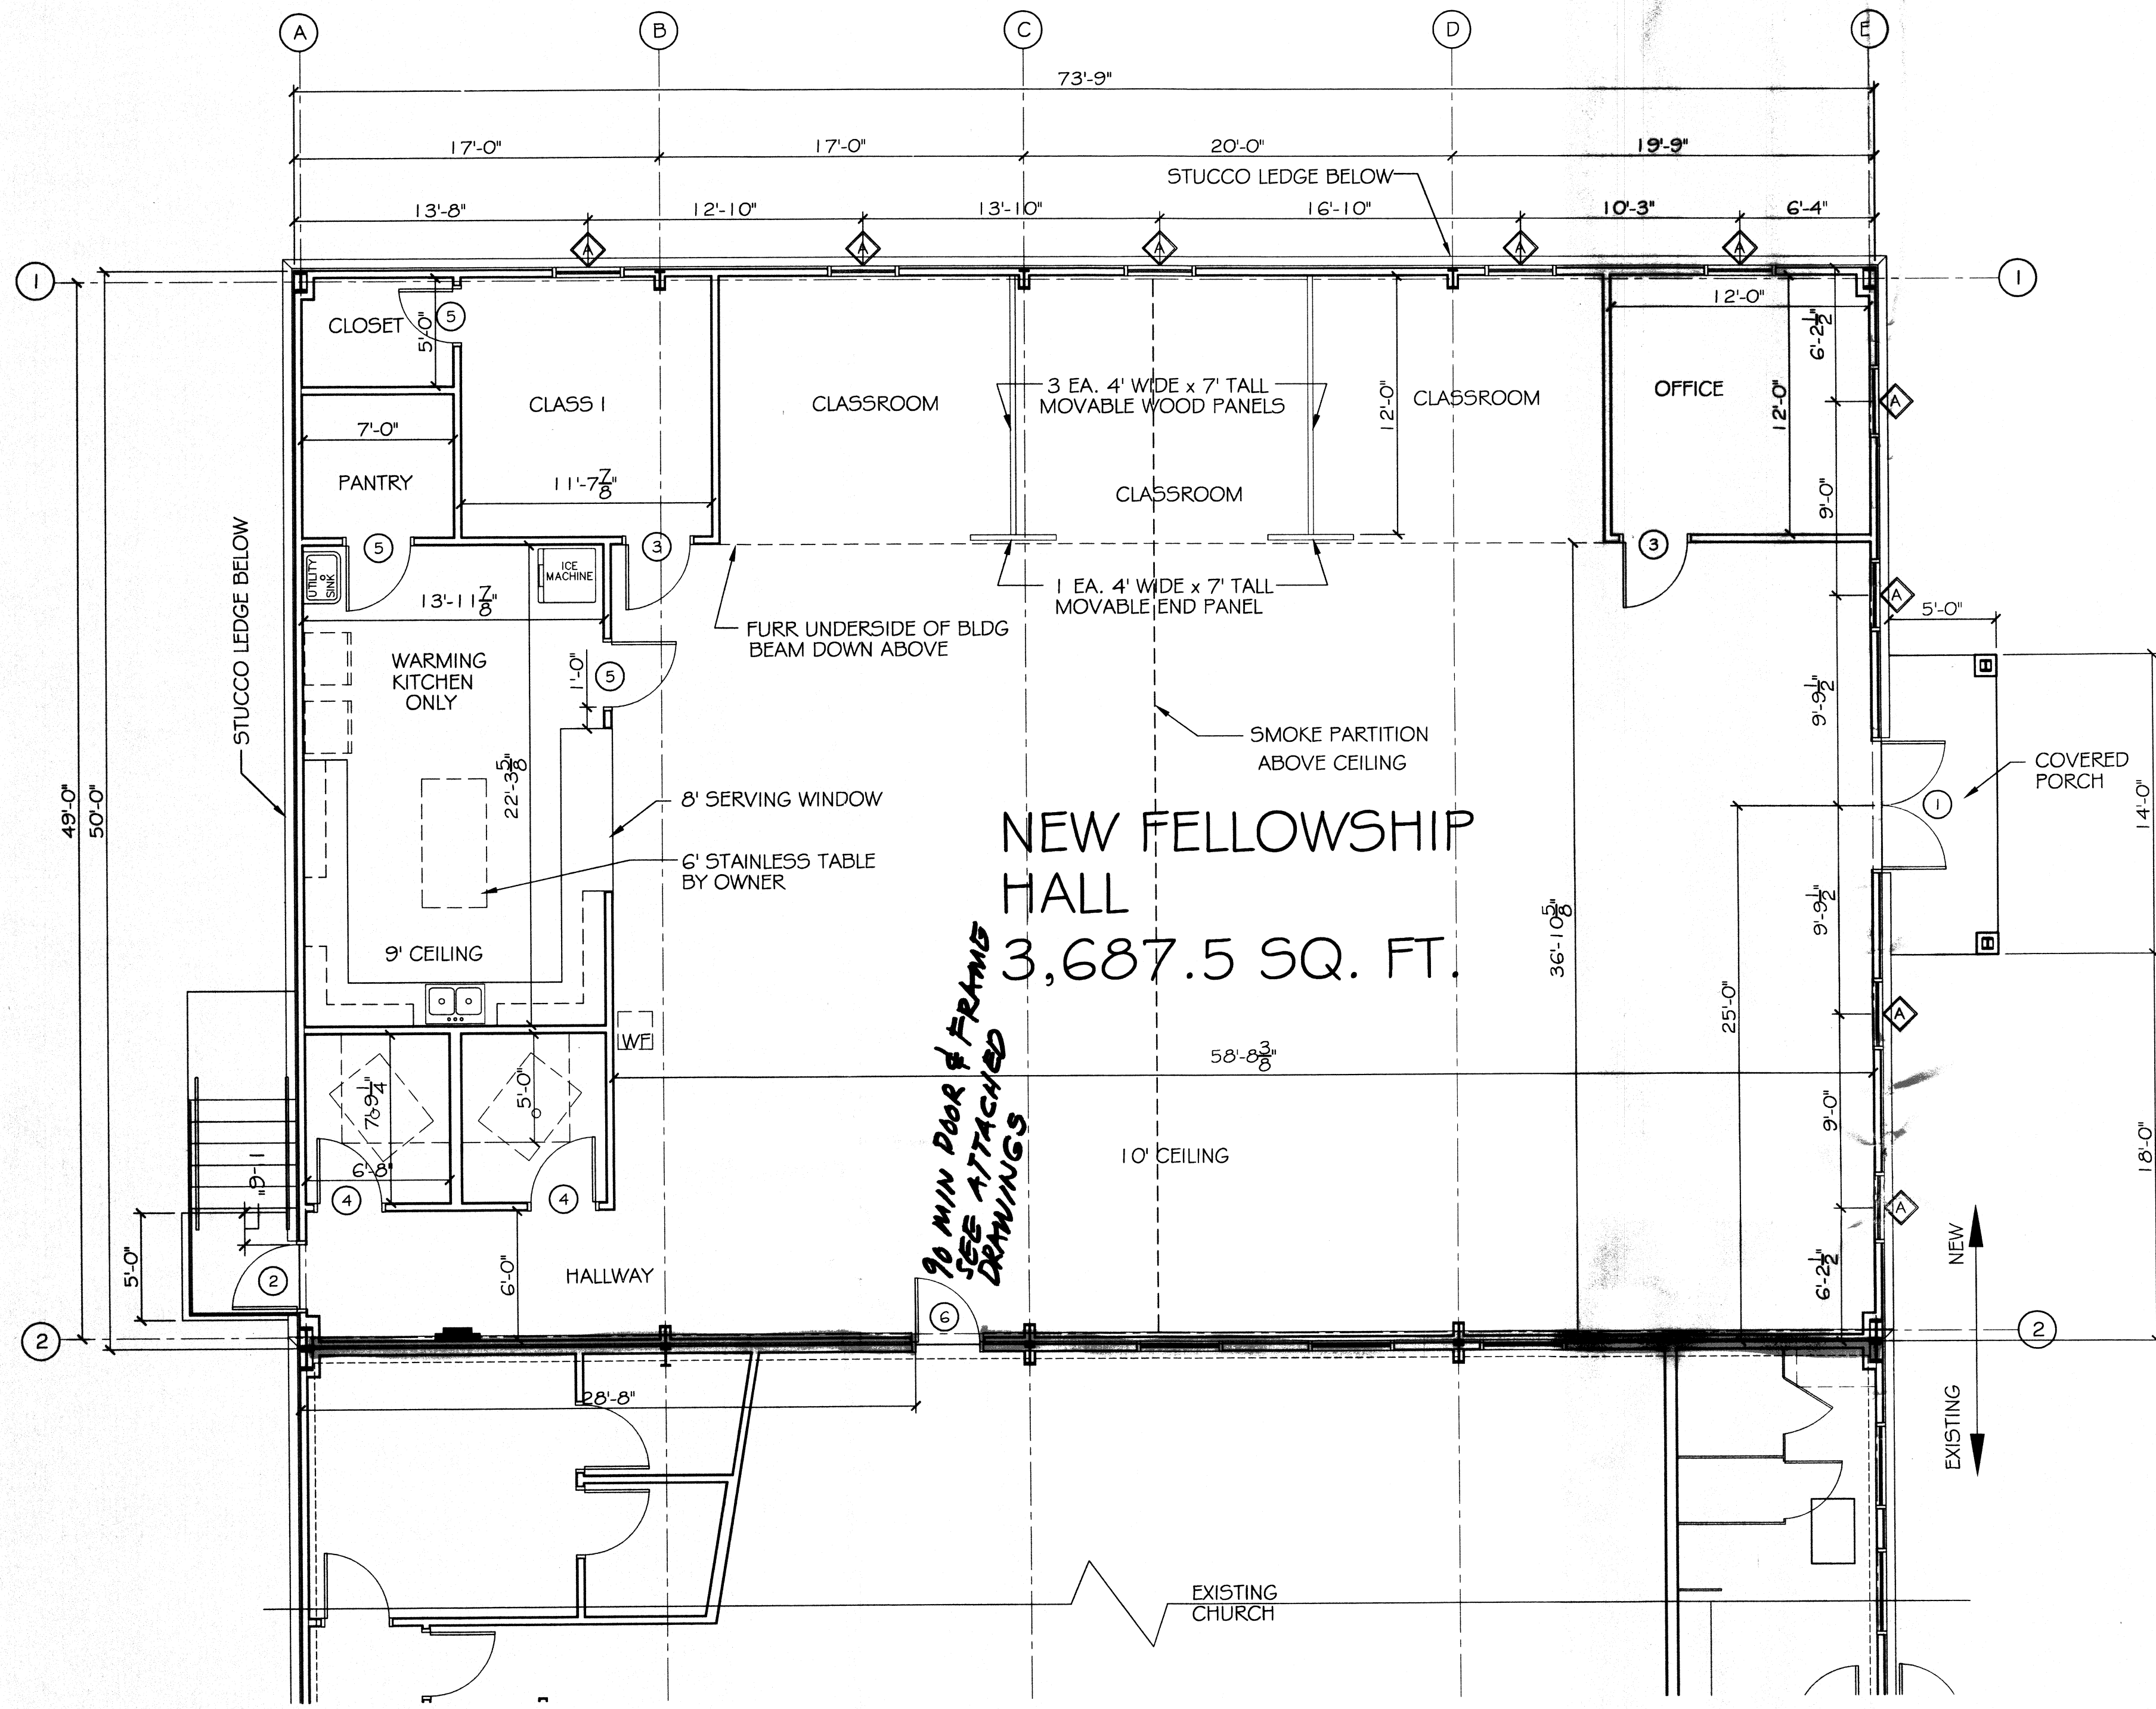 A B C D E
73'-9"
17'-0" 17'-0" 20'-0" 19'-9"
STUCCO LEDGE BELOW
13'-8" 12'-10" 13'-10" 16'-10" 10'-3" 6'-4"
A A A A A
1 1
CLOSET
5
5'-0"
CLASS 1
CLASSROOM
3 EA. 4' WIDE x 7' TALL
MOVABLE WOOD PANELS
12'-0"
CLASSROOM
12'-0"
OFFICE
12'-0"
6'-2 1/2"
A
7'-0"
PANTRY
11'-7 7/8"
CLASSROOM
9'-0"
5
3
3
UTILITY
SINK
ICE
MACHINE
13'-11 7/8"
1 EA. 4' WIDE x 7' TALL
MOVABLE END PANEL
A
5'-0"
FURR UNDERSIDE OF BLDG
BEAM DOWN ABOVE
STUCCO LEDGE BELOW
WARMING
KITCHEN
ONLY
1'-0"
5
9'-9 1/2"
SMOKE PARTITION
ABOVE CEILING
COVERED
PORCH
49'-0"
50'-0"
22'-3 5/8"
8' SERVING WINDOW
1
14'-0"
NEW FELLOWSHIP
HALL
3,687.5 SQ. FT.
6' STAINLESS TABLE
BY OWNER
9'-9 1/2"
36'-10 5/8"
9' CEILING
25'-0"
WF
A
58'-8 3/8"
90 MIN DOOR & FRAME
SEE ATTACHED
DRAWINGS
7'-9 1/4"
5'-0"
9'-0"
18'-0"
10' CEILING
6'-8"
1'-6"
4
4
A
5'-0"
2
6'-0"
HALLWAY
6'-2 1/2"
NEW
6
2 2
28'-8"
EXISTING
EXISTING
CHURCH